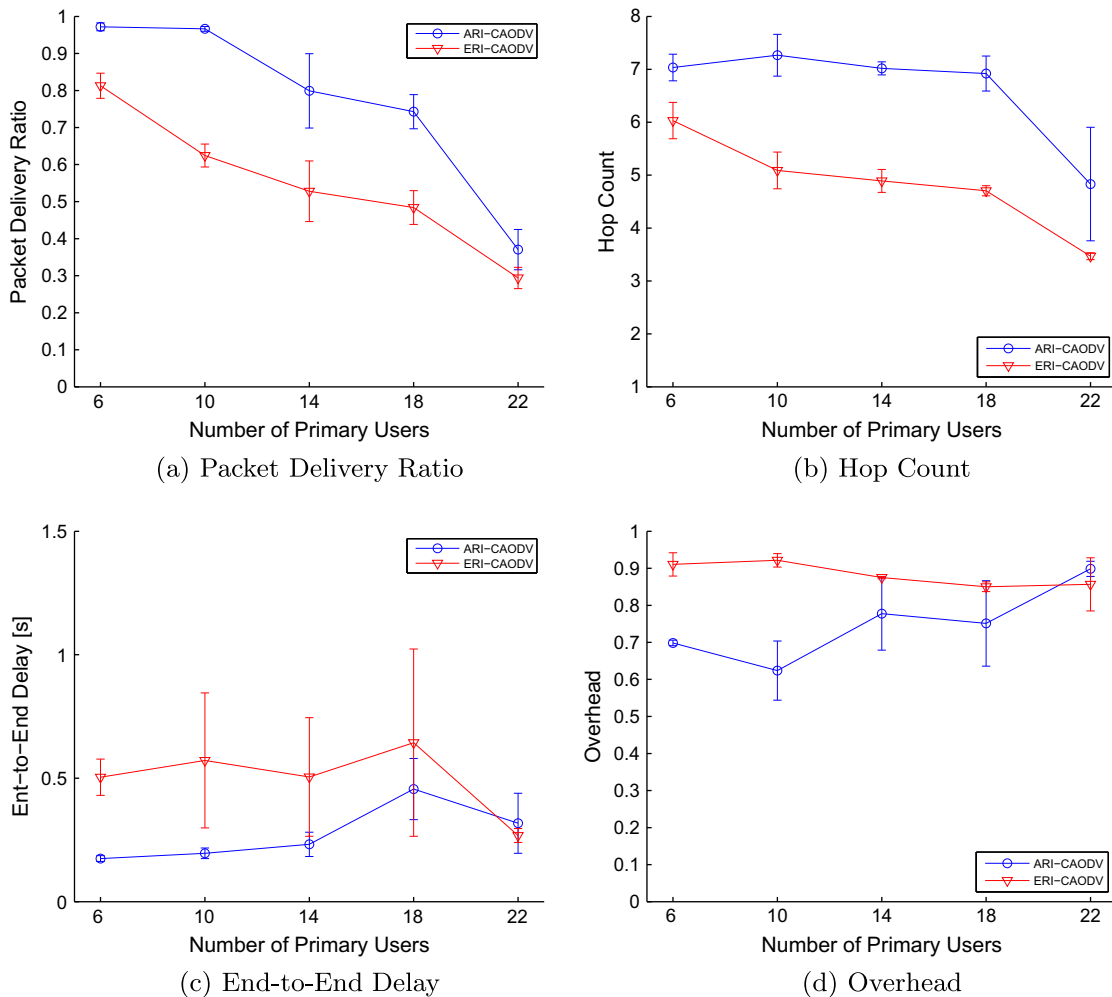 1
0.9
0.8
0.7
0.6
0.5
0.4
0.3
0.2
0.1
0
Packet Delivery Ratio
ARI−CAODV
ERI−CAODV
6 10 14 18 22
Number of Primary Users
(a) Packet Delivery Ratio
8
7
6
5
4
3
2
1
Hop Count
ARI−CAODV
ERI−CAODV
6 10 14 18 22
Number of Primary Users
(b) Hop Count
1.5
1
0.5
0
Ent−to−End Delay [s]
ARI−CAODV
ERI−CAODV
6 10 14 18 22
Number of Primary Users
(c) End-to-End Delay
1
0.9
0.8
0.7
0.6
0.5
0.4
0.3
0.2
0.1
0
Overhead
ARI−CAODV
ERI−CAODV
6 10 14 18 22
Number of Primary Users
(d) Overhead